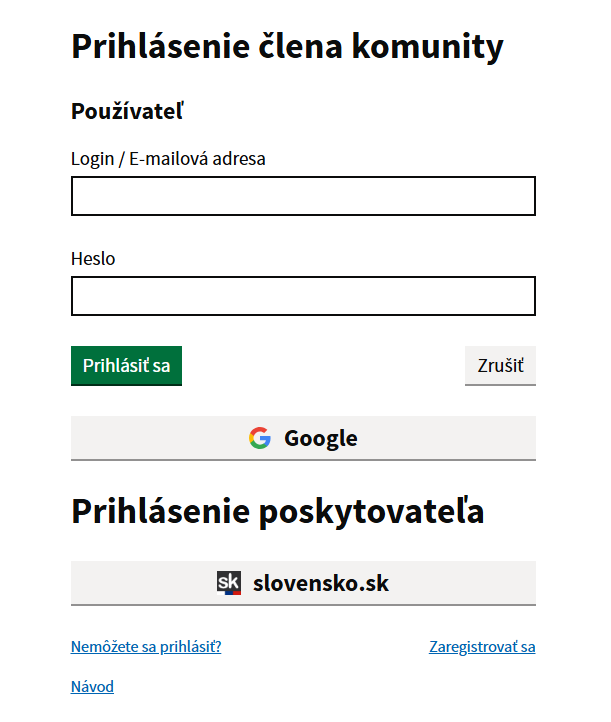 Prihlásenie člena komunity
Používateľ
Login / E-mailová adresa
Heslo
Prihlásiť sa
Zrušiť
Google
Prihlásenie poskytovateľa
sk slovensko.sk
Nemôžete sa prihlásiť?
Zaregistrovať sa
Návod